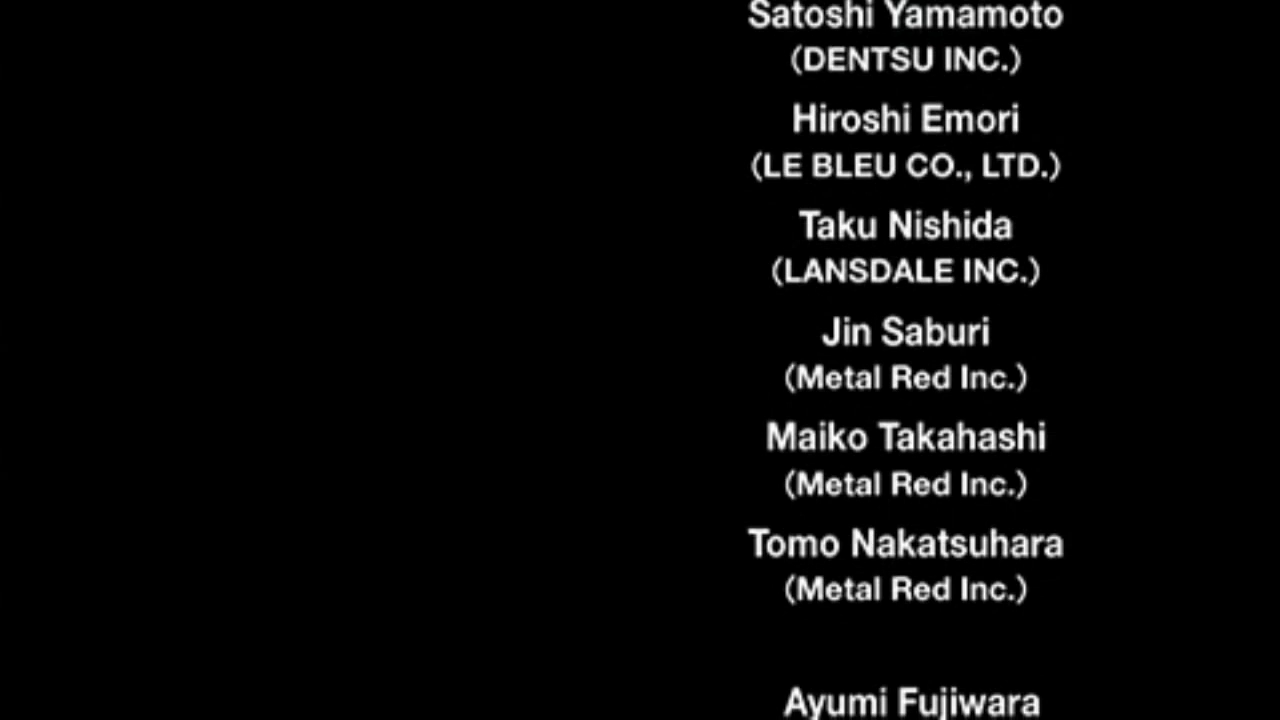 Satoshi Yamamoto
(DENTSU INC.)
Hiroshi Emori
(LE BLEU CO., LTD.)
Taku Nishida
(LANSDALE INC.)
Jin Saburi
(Metal Red Inc.)
Maiko Takahashi
(Metal Red Inc.)
Tomo Nakatsuhara
(Metal Red Inc.)
Ayumi Fujiwara